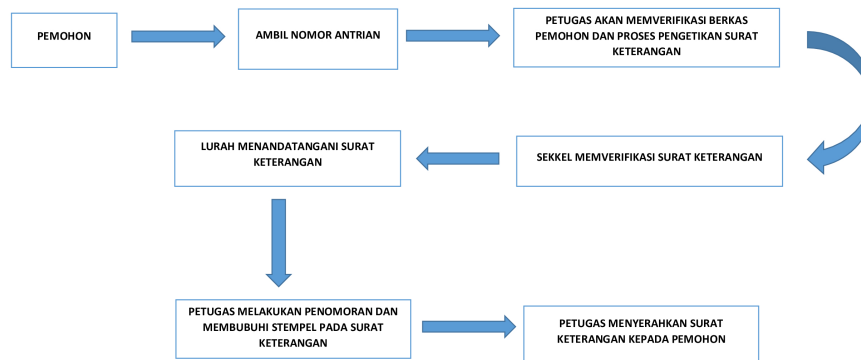 PEMOHON
AMBIL NOMOR ANTRIAN
PETUGAS AKAN MEMVERIFIKASI BERKAS
PEMOHON DAN PROSES PENGETIKAN SURAT
KETERANGAN
SEKKEL MEMVERIFIKASI SURAT KETERANGAN
LURAH MENANDATANGANI SURAT
KETERANGAN
PETUGAS MELAKUKAN PENOMORAN DAN
MEMBUBUHI STEMPEL PADA SURAT
KETERANGAN
PETUGAS MENYERAHKAN SURAT
KETERANGAN KEPADA PEMOHON